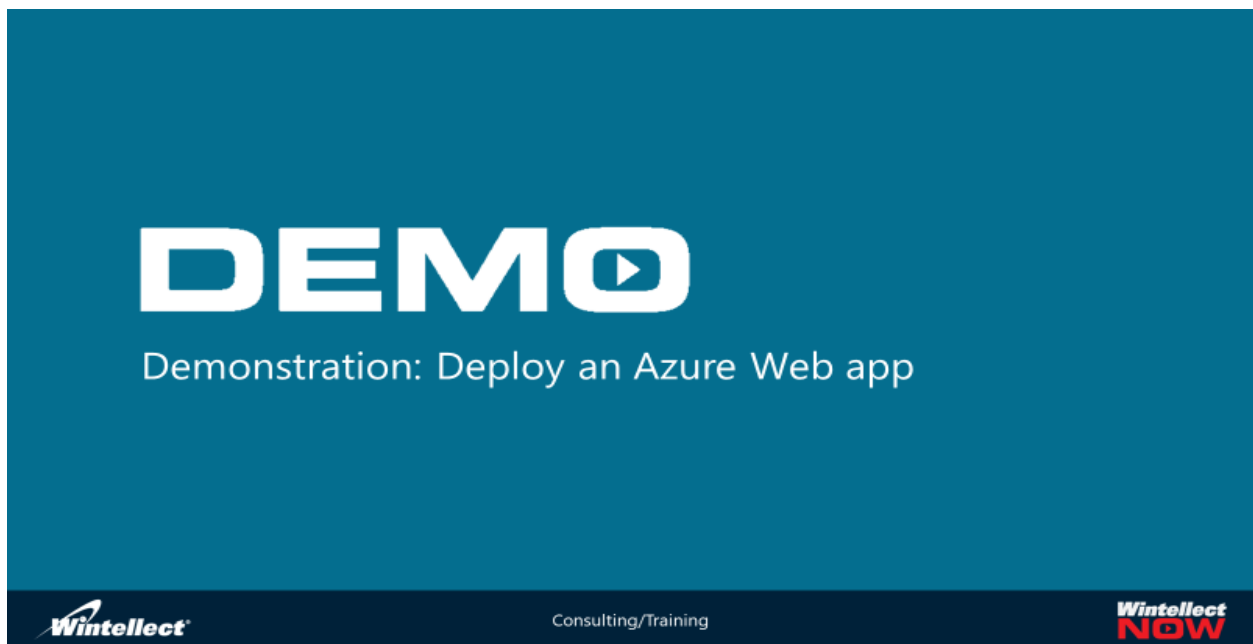 DEMO
Demonstration: Deploy an Azure Web app
Wintellect®
Consulting/Training
Wintellect
NOW